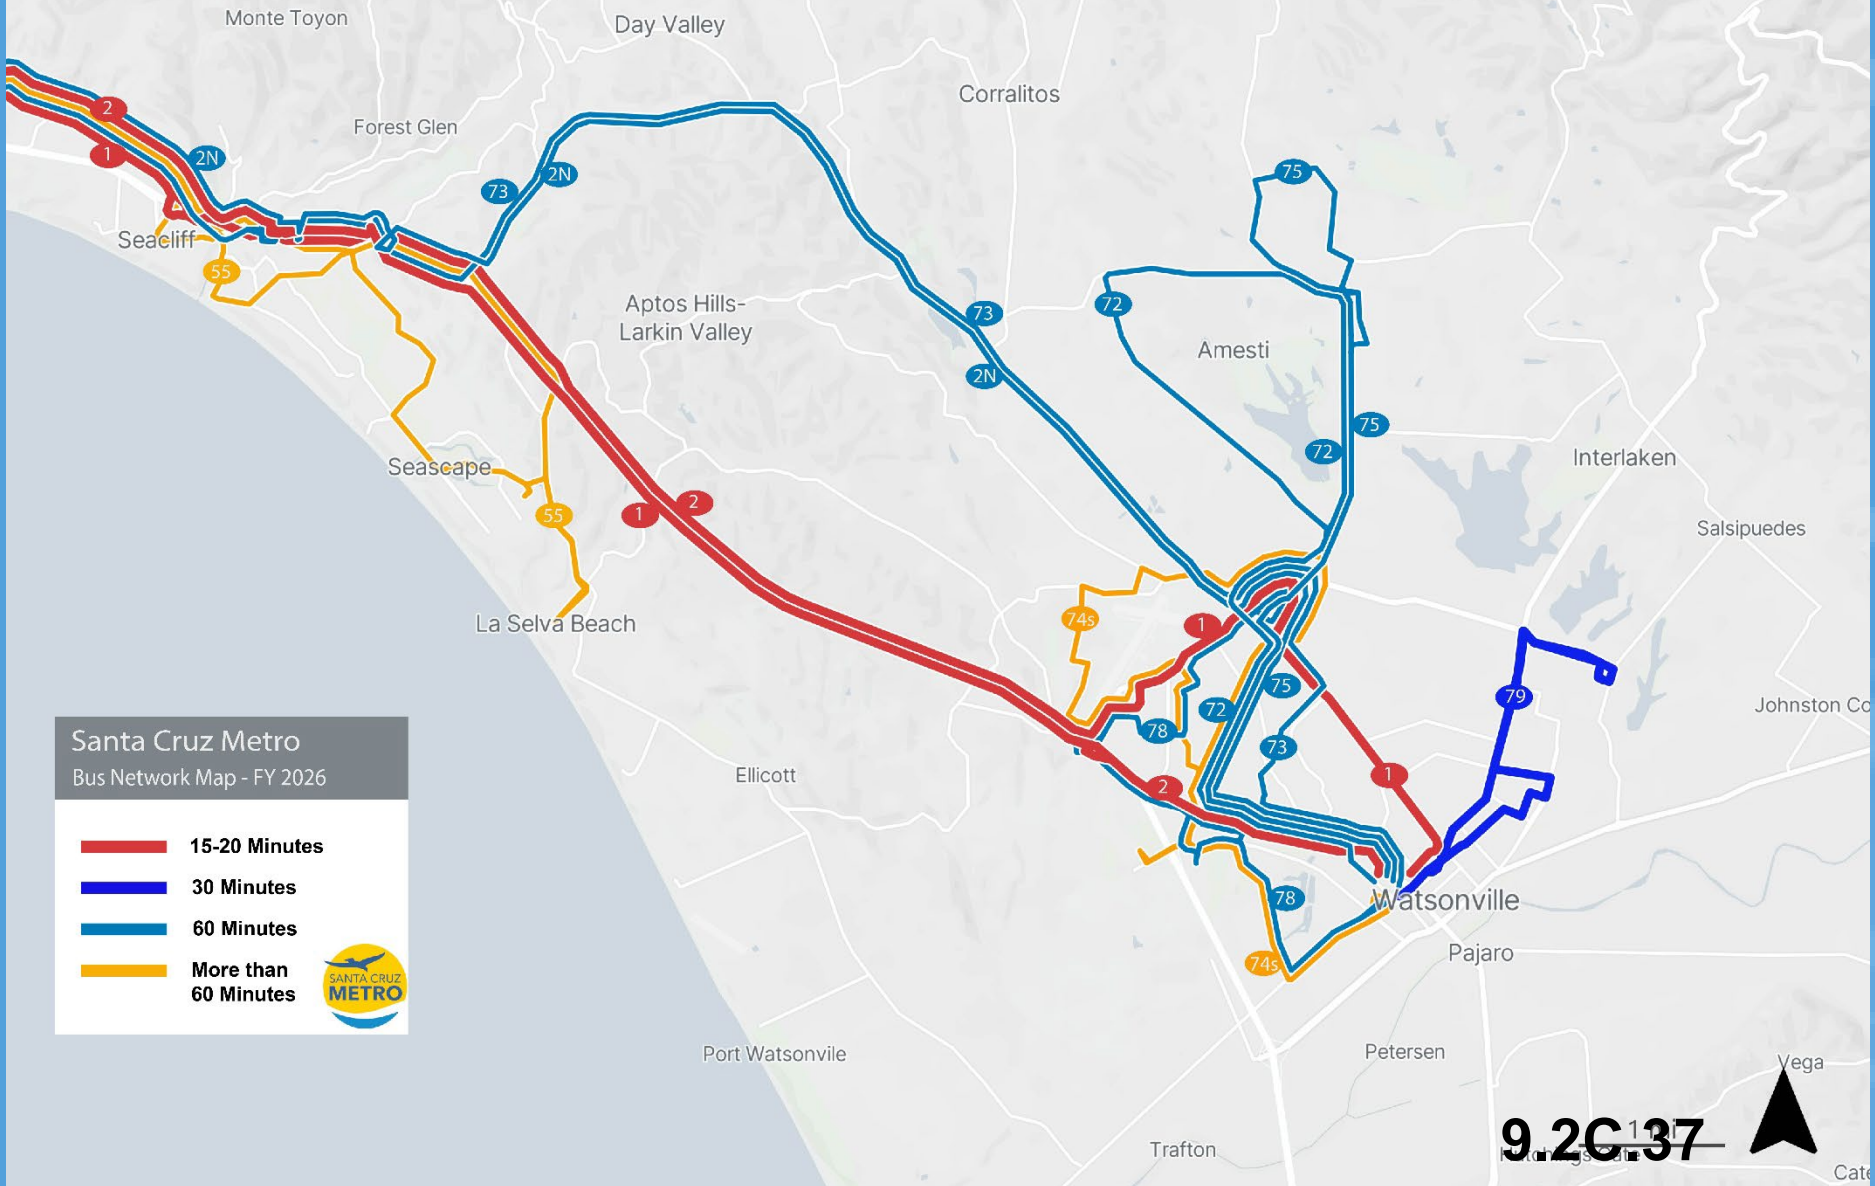 Monte Toyon
Day Valley
Corralitos
2
Forest Glen
1
2N
75
2N
73
Seacliff
55
72
Aptos Hills-
Larkin Valley
73
Amesti
2N
75
72
Interlaken
Seascape
2
1
55
Salsipuedes
La Selva Beach
74s
1
75
79
Johnston Co
72
78
73
Santa Cruz Metro
Bus Network Map - FY 2026
Ellicott
1
2
15-20 Minutes
30 Minutes
60 Minutes
More than
60 Minutes
SANTA CRUZ
METRO
78
Watsonville
Pajaro
74s
Port Watsonvile
Petersen
Vega
9.2C.37
1 mi
Trafton
Cate